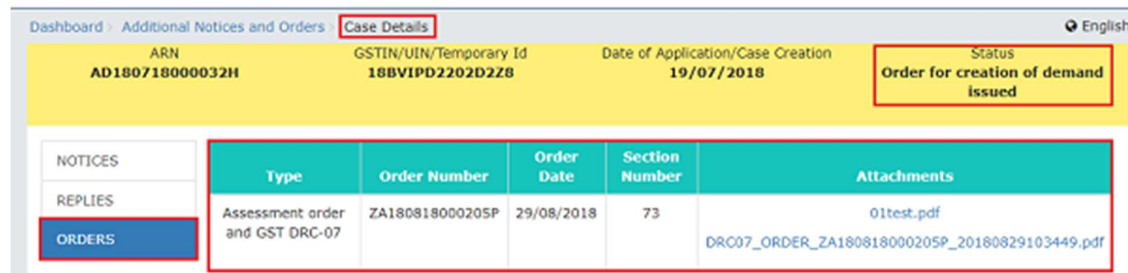 Dashboard > Additional Notices and Orders > Case Details
English
ARN GSTIN/UIN/Temporary Id Date of Application/Case Creation Status
AD180718000032H 18BVIPD2202D2Z8 19/07/2018 Order for creation of demand
issued
NOTICES
REPLIES
ORDERS
Type Order Number Order Date Section Number Attachments
Assessment order and GST DRC-07 ZA180818000205P 29/08/2018 73 01test.pdf
DRC07_ORDER_ZA180818000205P_20180829103449.pdf